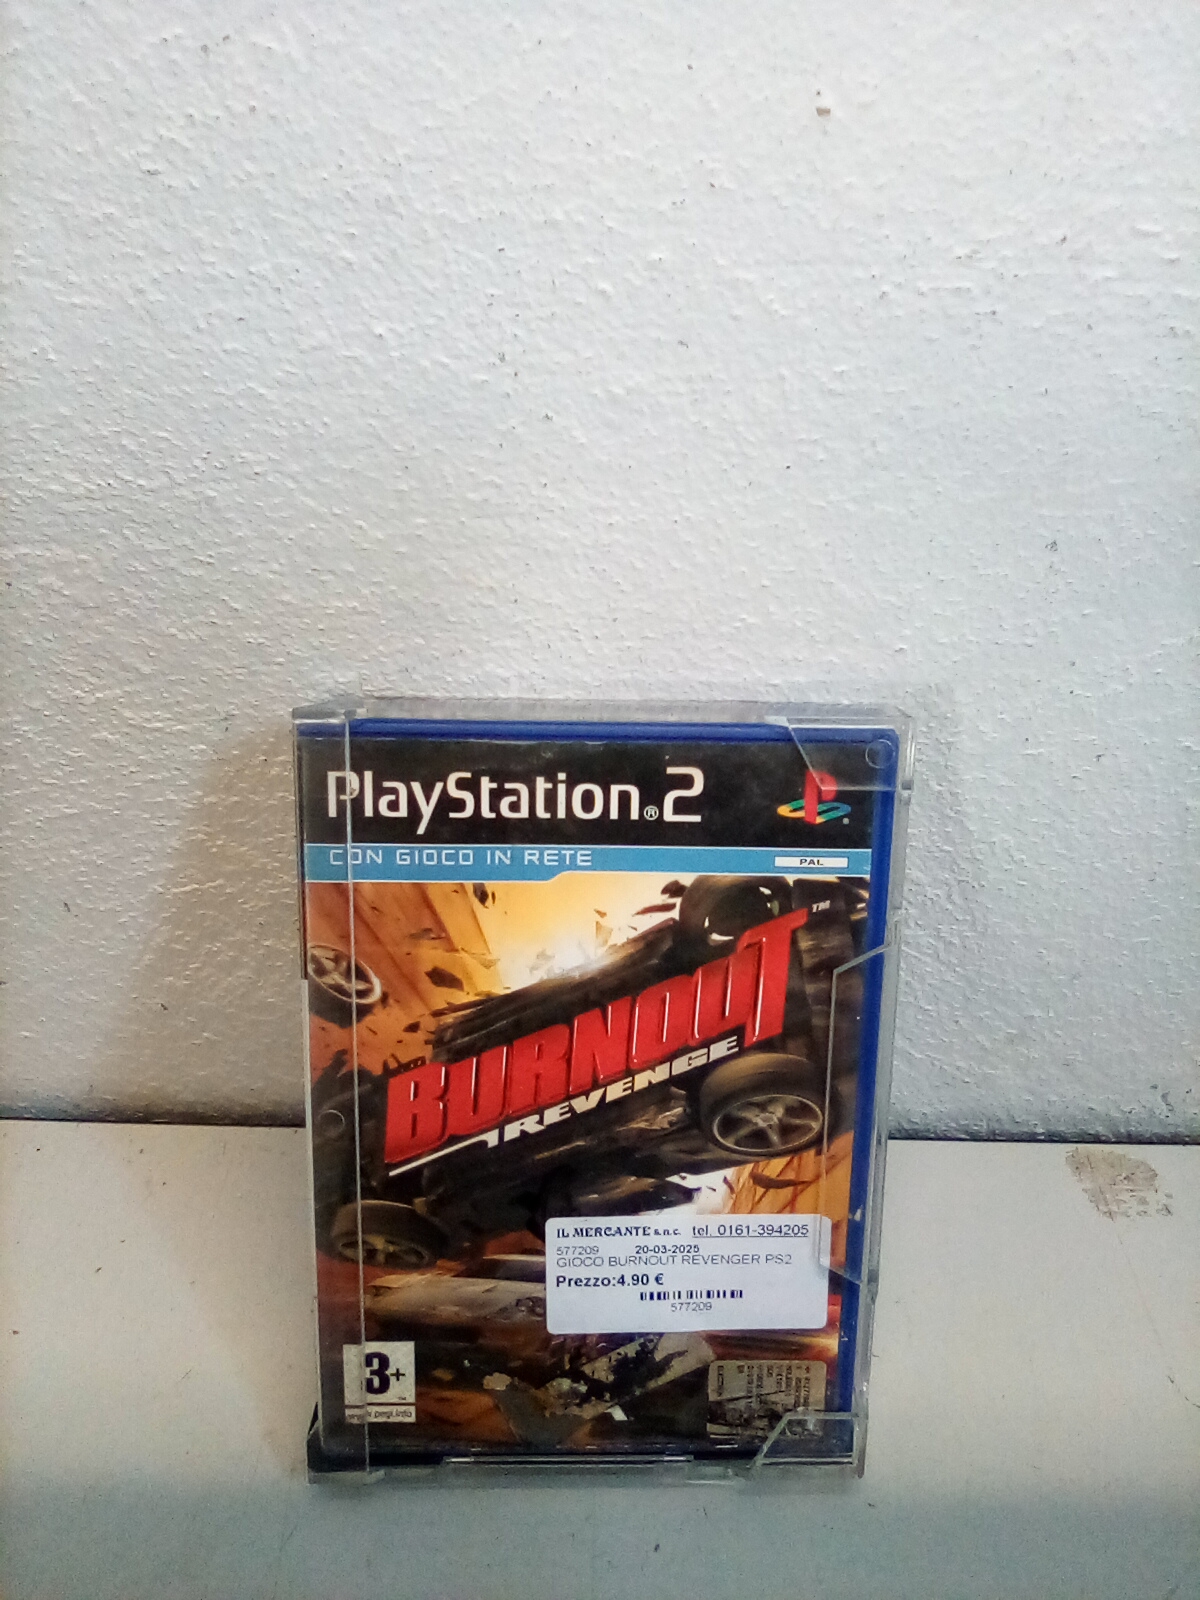 PlayStation®2
CON GIOCO IN RETE
PAL
BURNOUT™
REVENGE
IL MERCANTE s.n.c. tel. 0161-394205
577209 20-03-2025
GIOCO BURNOUT REVENGER PS2
Prezzo:4.90 €
577209
3+